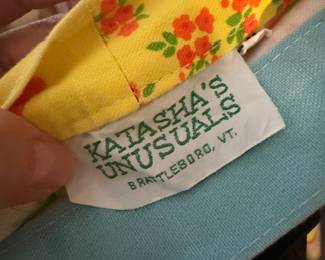 KATASHA'S
UNUSUALS
BRATTLEBORO, VT.